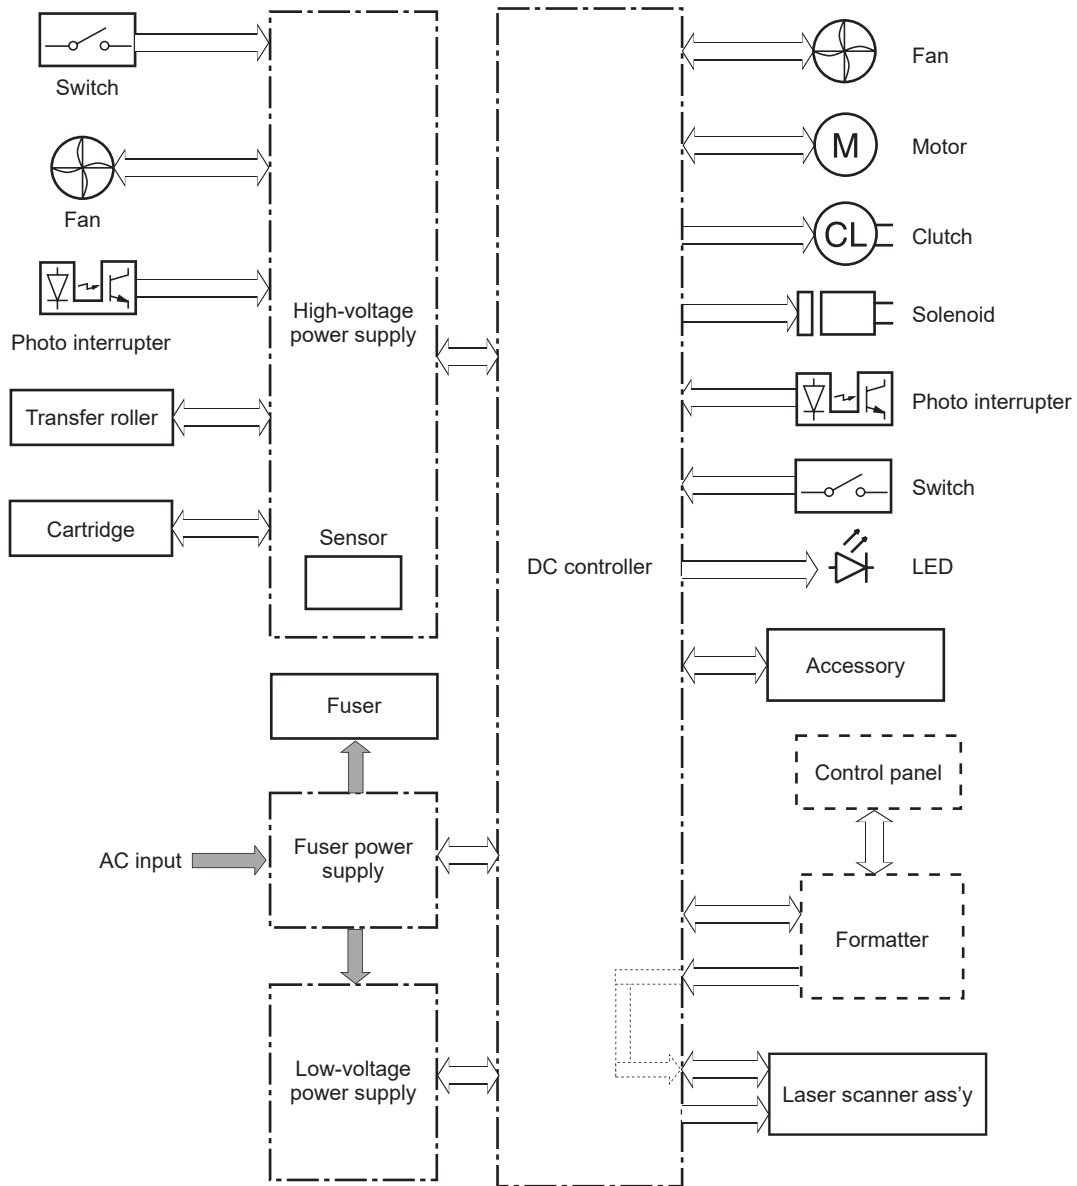 Switch
Fan
Photo interrupter
Transfer roller
Cartridge
High-voltage
power supply
Sensor
Fuser
AC input
Fuser power
supply
Low-voltage
power supply
DC controller
Fan
M
Motor
CL
Clutch
Solenoid
Photo interrupter
Switch
LED
Accessory
Control panel
Formatter
Laser scanner ass'y